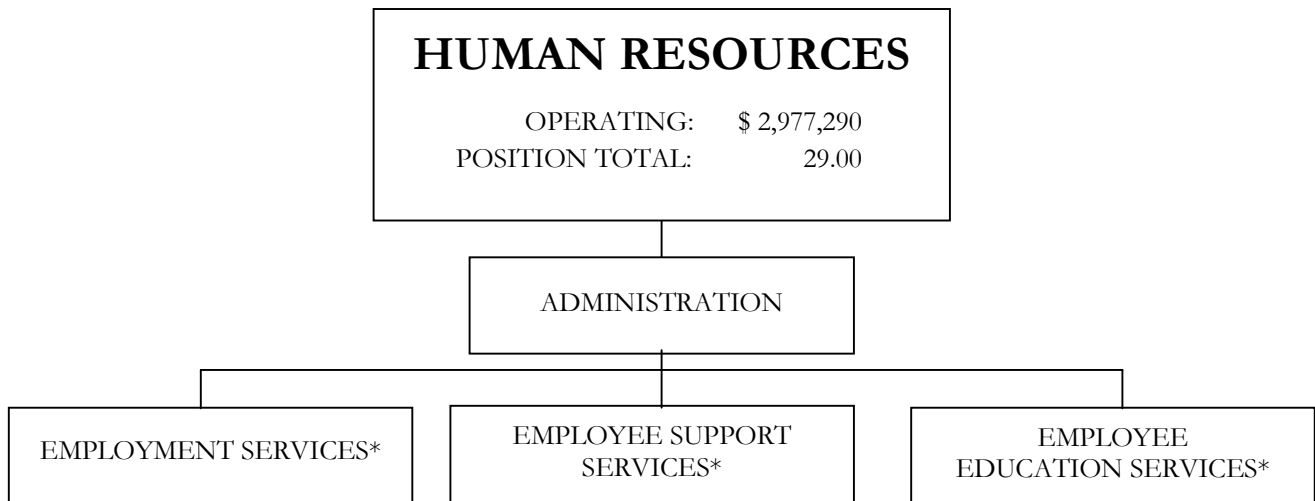 HUMAN RESOURCES
OPERATING: $ 2,977,290
POSITION TOTAL: 29.00
ADMINISTRATION
EMPLOYMENT SERVICES*
EMPLOYEE SUPPORT
SERVICES*
EMPLOYEE
EDUCATION SERVICES*